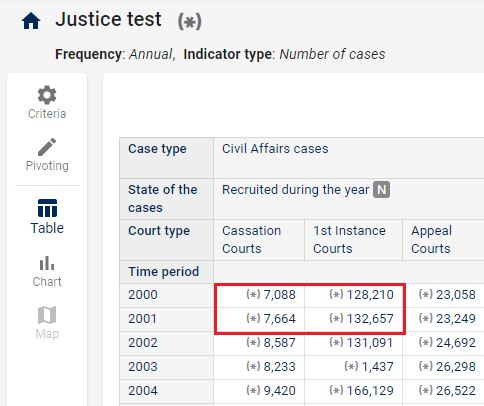 Justice test (*)
Frequency: Annual, Indicator type: Number of cases
Criteria
Pivoting
Table
Chart
Map
Case type Civil Affairs cases
State of the cases Recruited during the year N
Court type Cassation Courts 1st Instance Courts Appeal Courts
Time period
2000 (*) 7,088 (*) 128,210 (*) 23,058
2001 (*) 7,664 (*) 132,657 (*) 23,249
2002 (*) 8,587 (*) 131,091 (*) 24,692
2003 (*) 8,233 (*) 1,437 (*) 26,298
2004 (*) 9,420 (*) 166,129 (*) 26,522